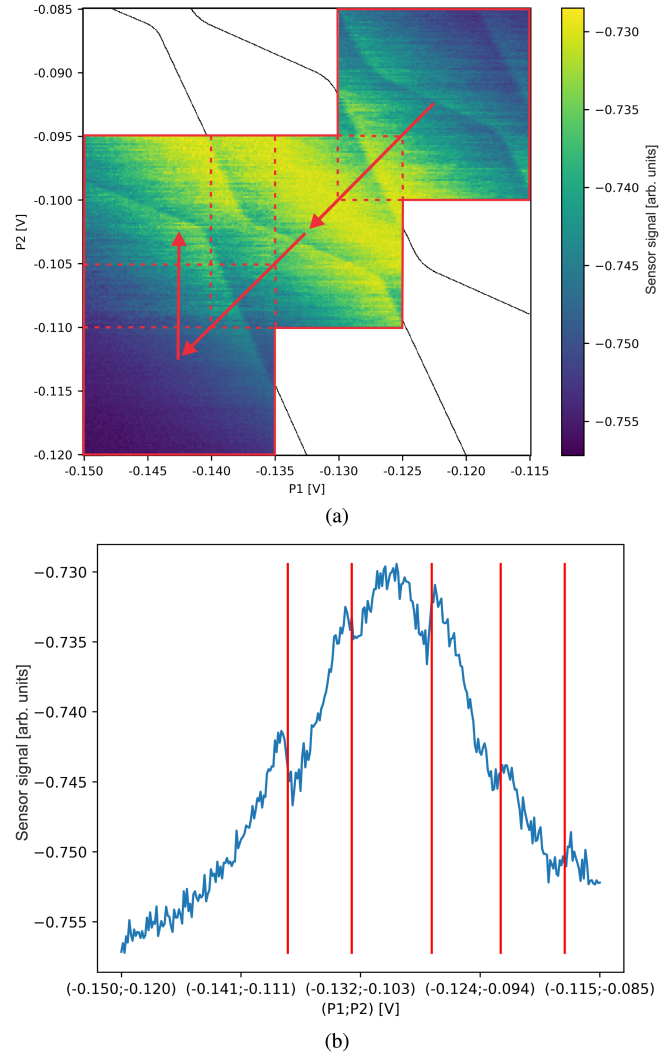 -0.085
-0.090
-0.095
-0.100
-0.105
-0.110
-0.115
-0.120
P2 [V]
-0.150 -0.145 -0.140 -0.135 -0.130 -0.125 -0.120 -0.115
P1 [V]
−0.730
−0.735
−0.740
−0.745
−0.750
−0.755
Sensor signal [arb. units]
(a)
−0.730
−0.735
−0.740
−0.745
−0.750
−0.755
Sensor signal [arb. units]
(-0.150;-0.120) (-0.141;-0.111) (-0.132;-0.103) (-0.124;-0.094) (-0.115;-0.085)
(P1;P2) [V]
(b)